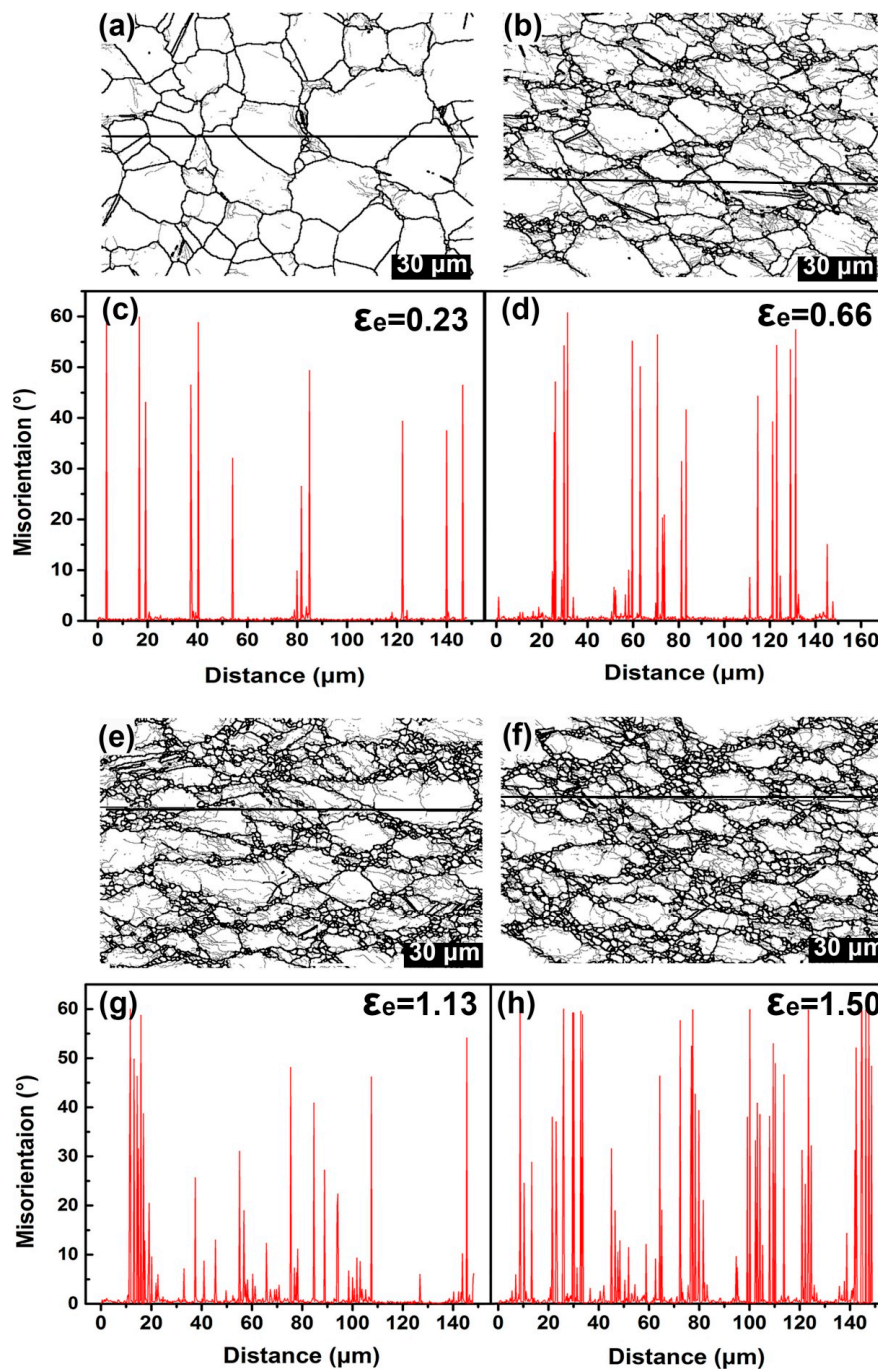 (a)
(b)
30 µm
30 µm
(c)
εe=0.23
(d)
εe=0.66
60
50
40
30
20
10
0
Misorientaion (°)
0 20 40 60 80 100 120 140
0 20 40 60 80 100 120 140 160
Distance (µm)
Distance (µm)
(e)
(f)
30 µm
30 µm
(g)
εe=1.13
(h)
εe=1.50
60
50
40
30
20
10
0
Misorientaion (°)
0 20 40 60 80 100 120 140
0 20 40 60 80 100 120 140
Distance (µm)
Distance (µm)